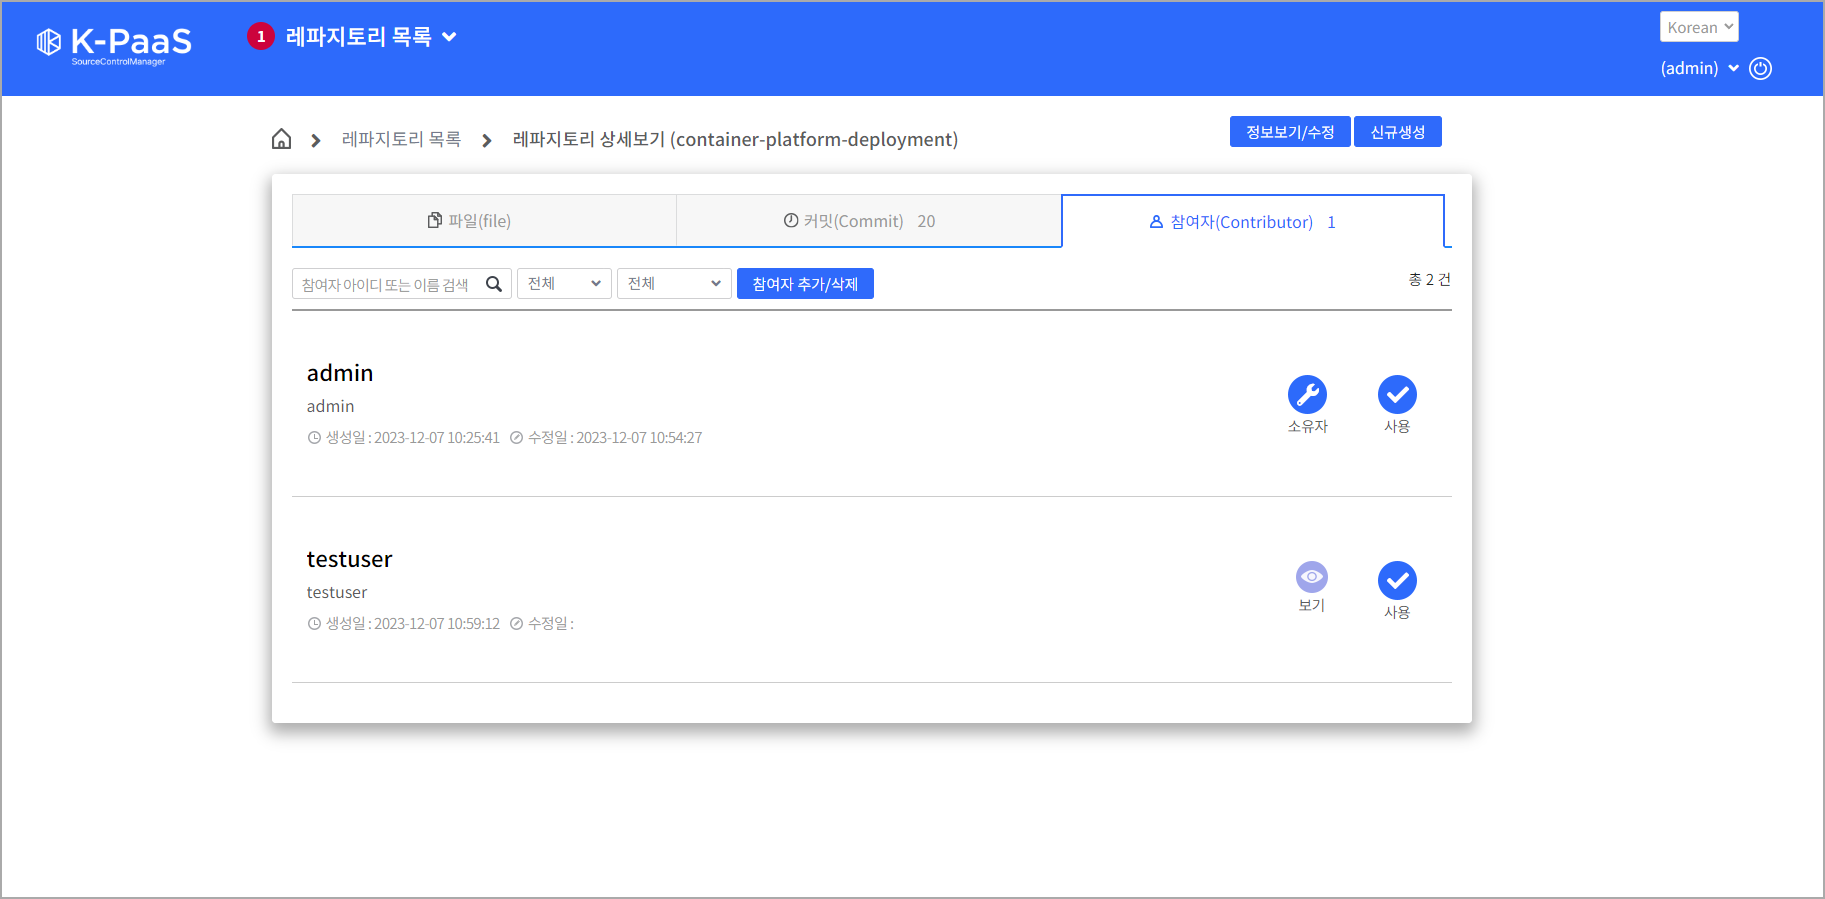 K-PaaS
SourceControlManager
1 레파지토리 목록
Korean
(admin)
레파지토리 목록 레파지토리 상세보기 (container-platform-deployment)
정보보기/수정 신규생성
파일(file) 커밋(Commit) 20 참여자(Contributor) 1
참여자 아이디 또는 이름 검색 전체 전체 참여자 추가/삭제 총 2 건
admin
admin
생성일 : 2023-12-07 10:25:41 수정일 : 2023-12-07 10:54:27
소유자 사용
testuser
testuser
생성일 : 2023-12-07 10:59:12 수정일 :
보기 사용